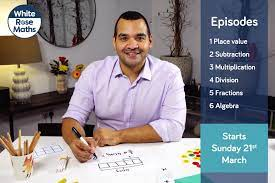 White
Rose
Maths
Episodes
1 Place value
2 Subtraction
3 Multiplication
4 Division
5 Fractions
6 Algebra
Starts
Sunday 21st
March